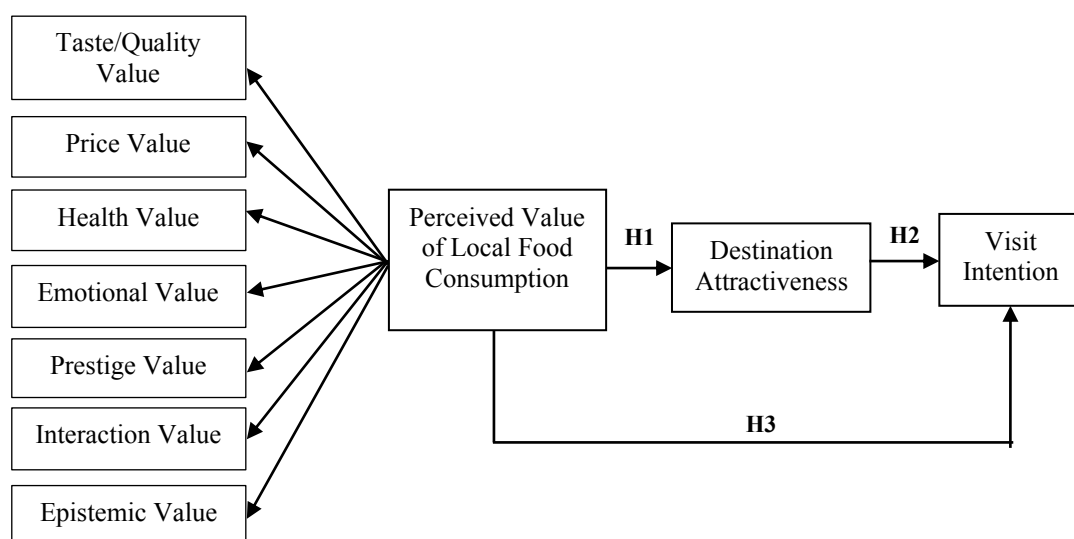 Taste/Quality
Value
Price Value
Health Value
Emotional Value
Prestige Value
Interaction Value
Epistemic Value
Perceived Value
of Local Food
Consumption
H1
Destination
Attractiveness
H2
Visit
Intention
H3